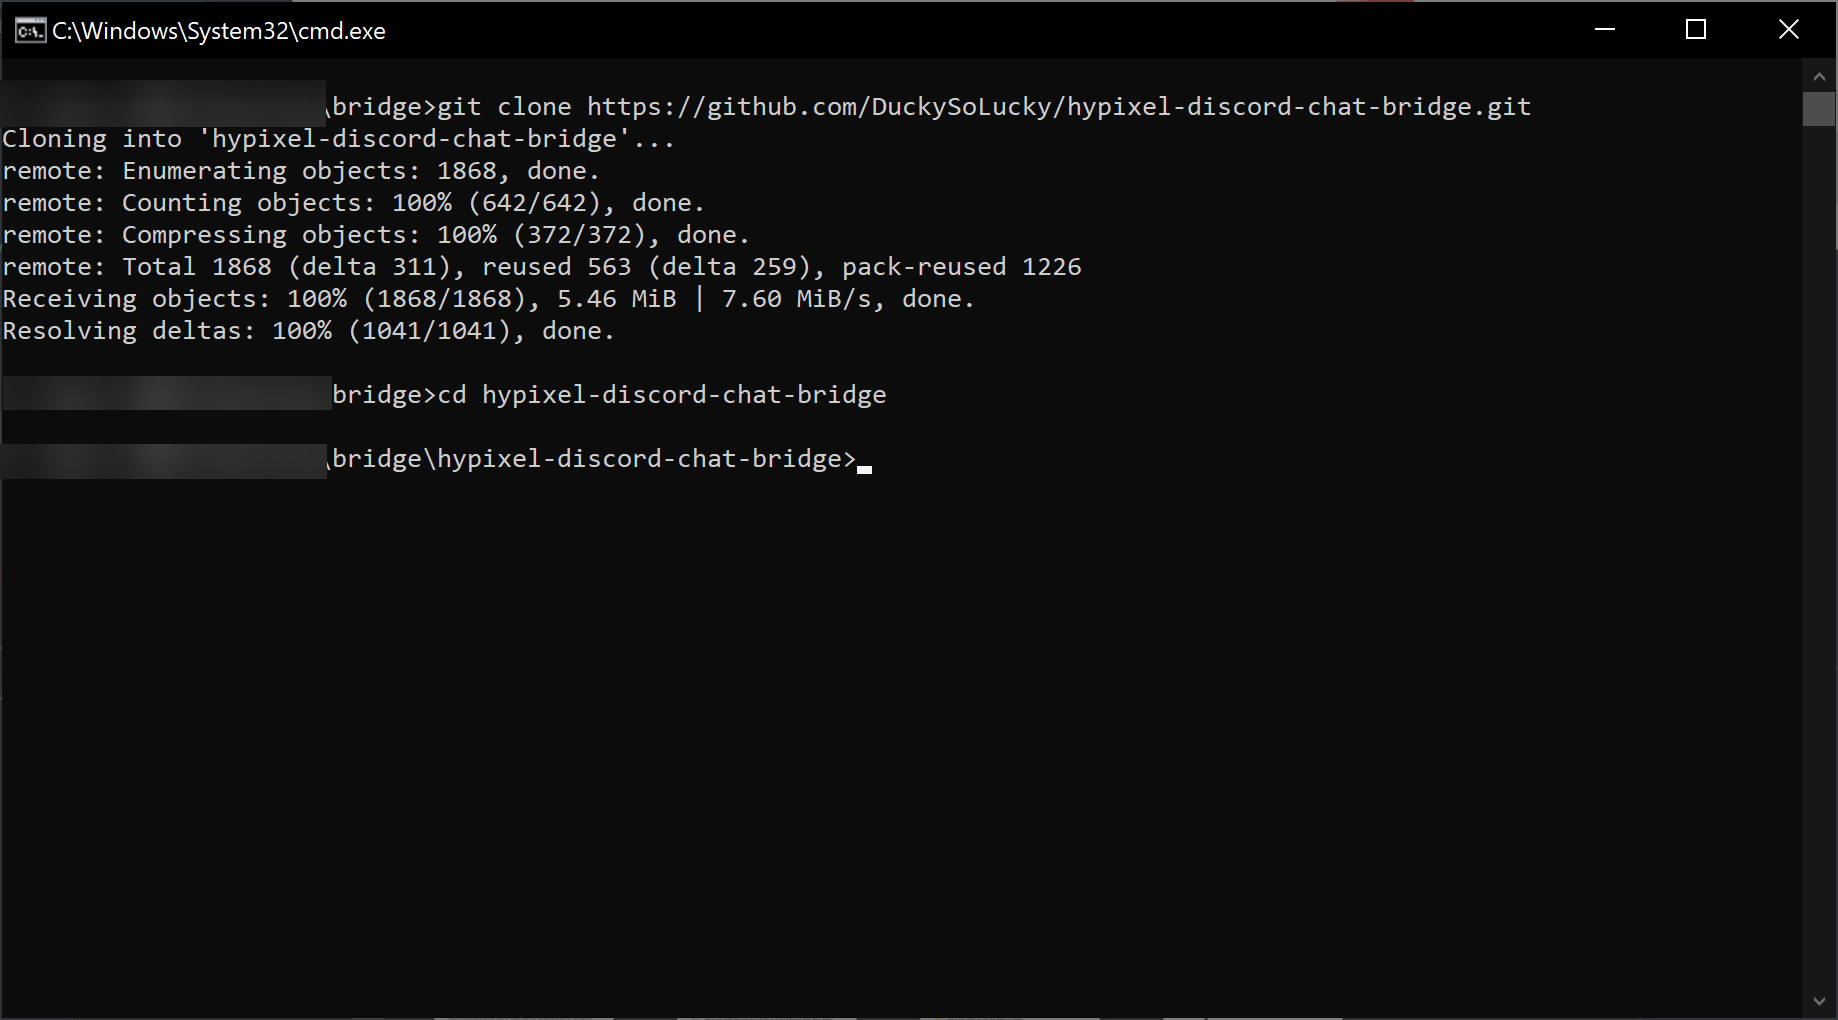 C:\Windows\System32\cmd.exe
\bridge>git clone https://github.com/DuckySoLucky/hypixel-discord-chat-bridge.git
Cloning into 'hypixel-discord-chat-bridge'...
remote: Enumerating objects: 1868, done.
remote: Counting objects: 100% (642/642), done.
remote: Compressing objects: 100% (372/372), done.
remote: Total 1868 (delta 311), reused 563 (delta 259), pack-reused 1226
Receiving objects: 100% (1868/1868), 5.46 MiB | 7.60 MiB/s, done.
Resolving deltas: 100% (1041/1041), done.
bridge>cd hypixel-discord-chat-bridge
\bridge\hypixel-discord-chat-bridge>